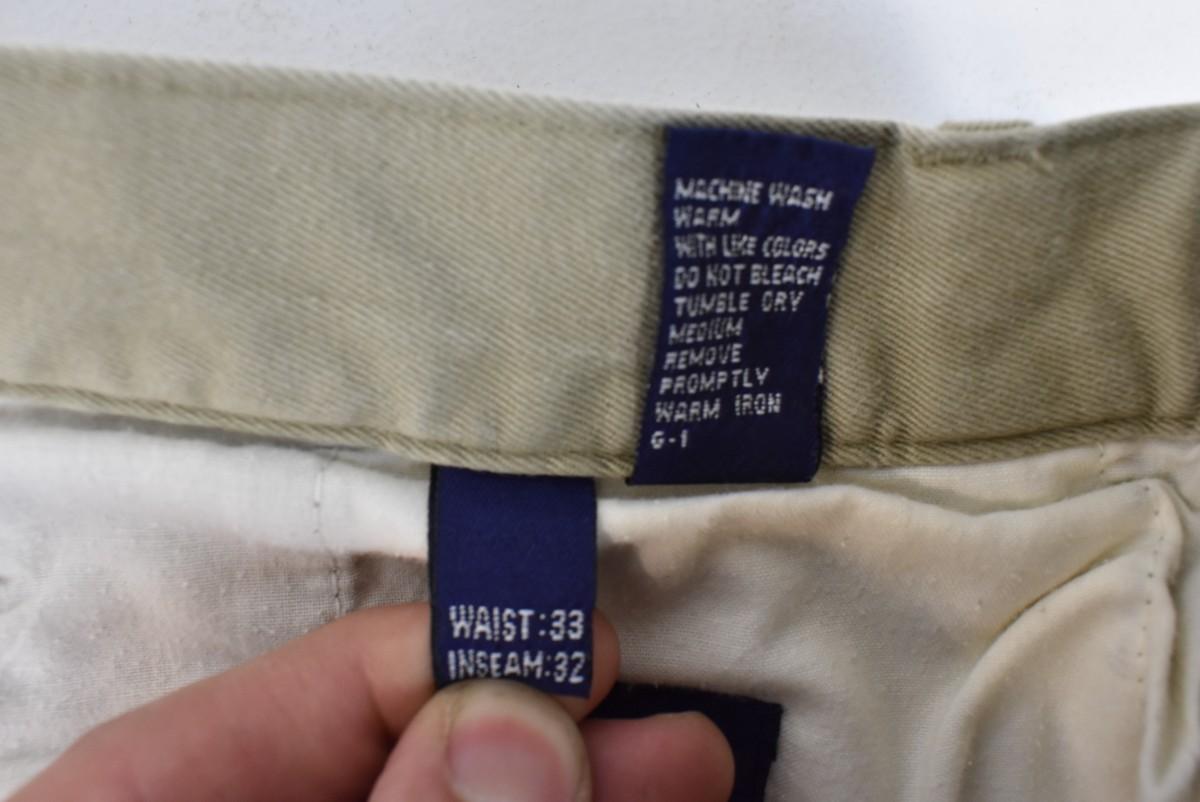 MACHINE WASH
WARM
WITH LIKE COLORS
DO NOT BLEACH
TUMBLE DRY
MEDIUM
REMOVE
PROMPTLY
WARM IRON
G-1
WAIST:33
INSEAM:32